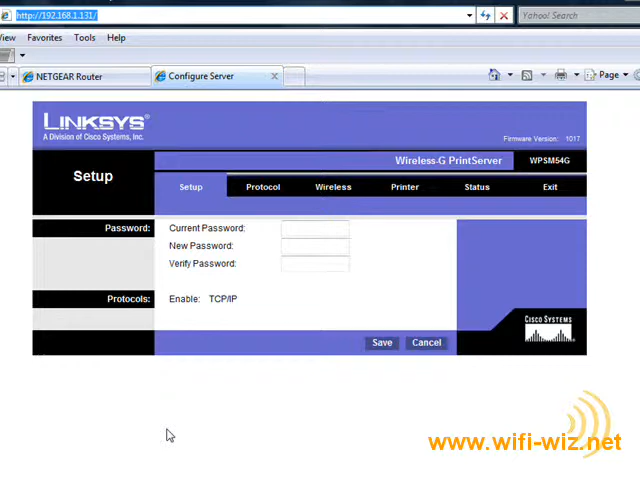 http://192.168.1.131/
Yahoo! Search
View Favorites Tools Help
NETGEAR Router Configure Server Page
LINKSYS®
A Division of Cisco Systems, Inc.
Firmware Version: 1017
Wireless-G PrintServer WPSM54G
Setup
Setup Protocol Wireless Printer Status Exit
Password: Current Password:
New Password:
Verify Password:
Protocols: Enable: TCP/IP
CISCO SYSTEMS
Save Cancel
www.wifi-wiz.net